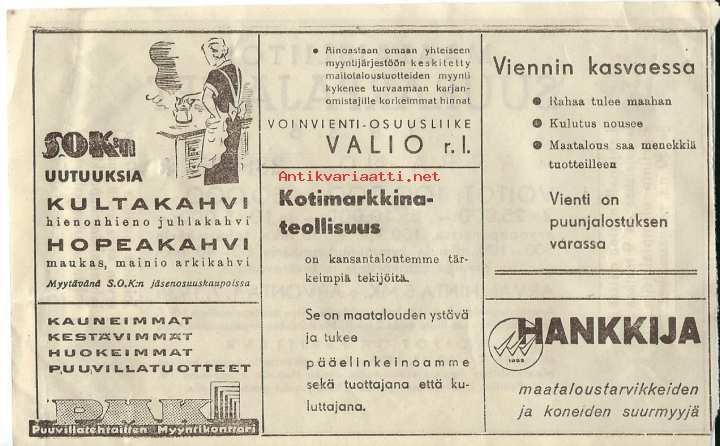 S.O.K:n
UUTUUKSIA
KULTAKAHVI
hienonhieno juhlakahvi
HOPEAKAHVI
maukas, mainio arkikahvi
Myytävänä S.O.K:n jäsenosuuskaupoissa
KAUNEIMMAT
KESTÄVIMMÄT
HUOKEIMMAT
PUUVILLATUOTTEET
PMK
Puuvillatehtaitten Myyntikonttori
● Ainoastaan omaan yhteiseen
myyntijärjestöön keskitetty
maitotaloustuotteiden myynti
kykenee turvaamaan karjan-
omistajille korkeimmat hinnat
VOINVIENTI-OSUUSLIIKE
VALIO r.l.
Antikvariaatti.net
Kotimarkkina-
teollisuus
on kansantaloutemme tär-
keimpiä tekijöitä.
Se on maatalouden ystävä
ja tukee
pääelinkeinoamme
sekä tuottajana että ku-
luttajana.
Viennin kasvaessa
● Rahaa tulee maahan
● Kulutus nousee
● Maatalous saa menekkiä
tuotteilleen
Vienti on
puunjalostuksen
varassa
HANKKIJA
1905
maataloustarvikkeiden
ja koneiden suurmyyjä